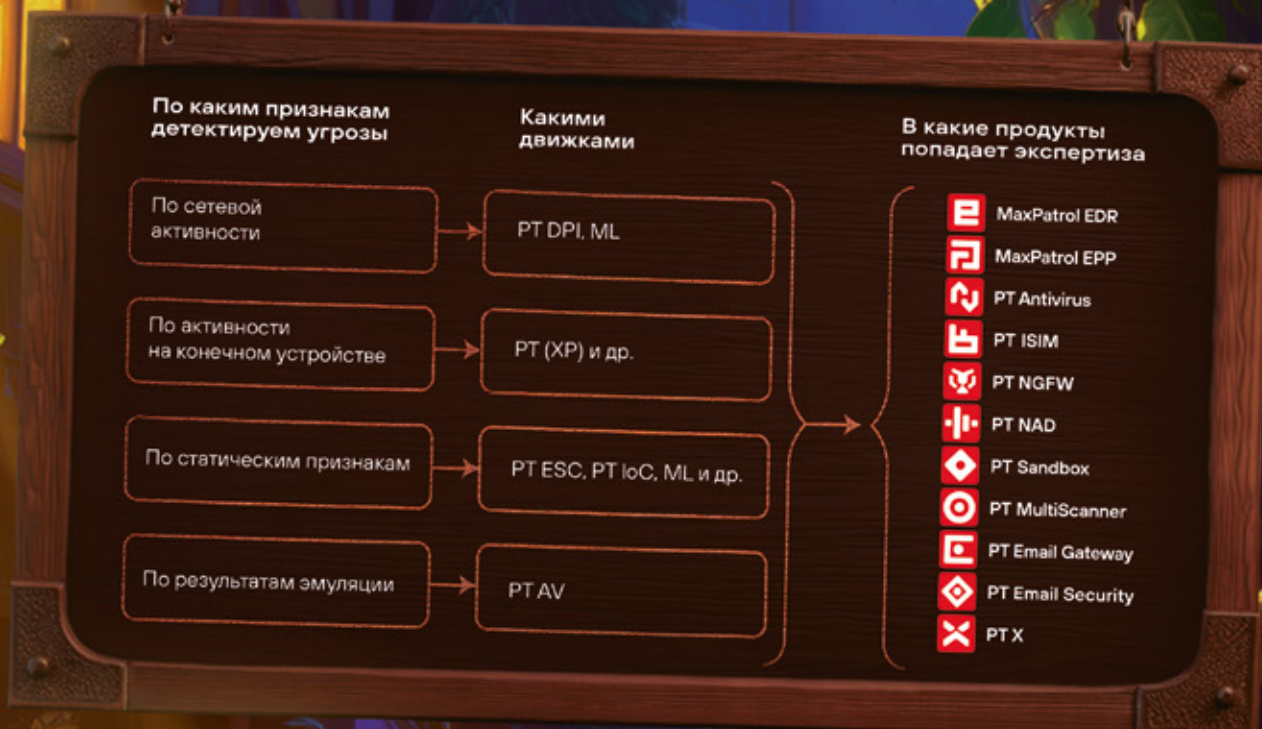 По каким признакам
детектируем угрозы
Какими
движками
В какие продукты
попадает экспертиза
По сетевой
активности
PT DPI, ML
По активности
на конечном устройстве
PT (XP) и др.
По статическим признакам
PT ESC, PT IoC, ML и др.
По результатам эмуляции
PT AV
MaxPatrol EDR
MaxPatrol EPP
PT Antivirus
PT ISIM
PT NGFW
PT NAD
PT Sandbox
PT MultiScanner
PT Email Gateway
PT Email Security
PT X